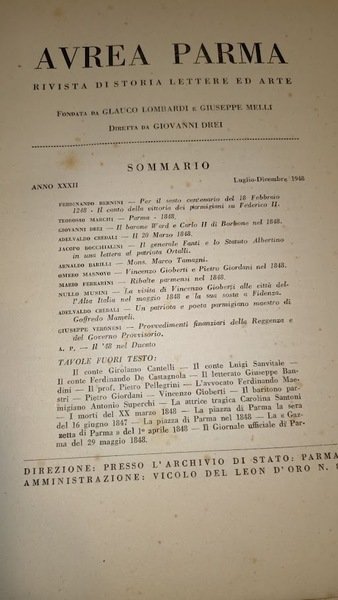 AVREA PARMA
RIVISTA DI STORIA LETTERE ED ARTE
FONDATA DA GLAUCO LOMBARDI E GIUSEPPE MELLI
DIRETTA DA GIOVANNI DREI
SOMMARIO
ANNO XXXII Luglio-Dicembre 1948
FERDINANDO BERNINI — Per il sesto centenario del 18 Febbraio
1248 - Il canto della vittoria dei parmigiani su Federico II.
TEODOSIO MARCHI — Parma - 1848.
GIOVANNI DREI — Il barone Ward e Carlo II di Borbone nel 1848.
ADELVALDO CREDALI — Il 20 Marzo 1848.
JACOPO BOCCHIALINI — Il generale Fanti e lo Statuto Albertino
in una lettera al patriota Ortalli.
ARNALDO BARILLI — Mons. Marco Tamagni.
OMERO MASNOVO — Vincenzo Gioberti e Pietro Giordani nel 1848.
MARIO FERRARINI — Ribalte parmensi nel 1848.
NULLO MUSINI — La visita di Vincenzo Gioberti alle città del-
l'Alta Italia nel maggio 1848 e la sua sosta a Fidenza.
ADELVALDO CREDALI — Un patriota e poeta parmigiano maestro di
Goffredo Mameli.
GIUSEPPE VERONESI — Provvedimenti finanziari della Reggenza e
del Governo Provvisorio.
A. P. — Il '48 nel Ducato
TAVOLE FUORI TESTO:
Il conte Girolamo Cantelli — Il conte Luigi Sanvitale —
Il conte Ferdinando De Castagnola — Il letterato Giuseppe Ban-
dini — Il prof. Pietro Pellegrini — L'avvocato Ferdinando Mae-
stri — Pietro Giordani — Vincenzo Gioberti — Il baritono par-
migiano Antonio Superchi — La attrice tragica Carolina Santoni
— I morti del XX marzo 1848 — La piazza di Parma la sera
del 16 giugno 1847 — La piazza di Parma nel 1848 — La « Gaz-
zetta di Parma » del 1° aprile 1848 — Il Giornale ufficiale di Par-
ma del 29 maggio 1848.
DIREZIONE: PRESSO L'ARCHIVIO DI STATO: PARMA
AMMINISTRAZIONE: VICOLO DEL LEON D'ORO N.